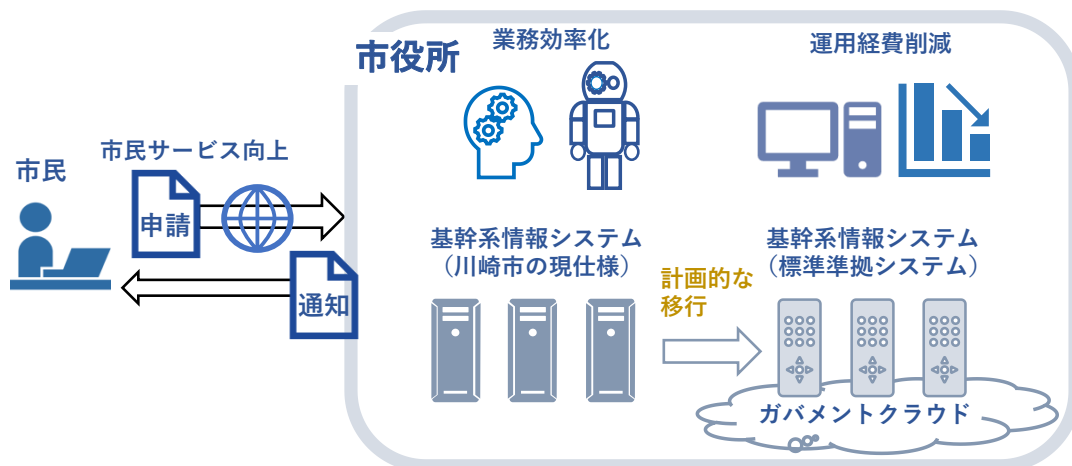 市役所
業務効率化
運用経費削減
市民サービス向上
市民
申請
通知
基幹系情報システム
（川崎市の現仕様）
計画的な
移行
基幹系情報システム
（標準準拠システム）
ガバメントクラウド